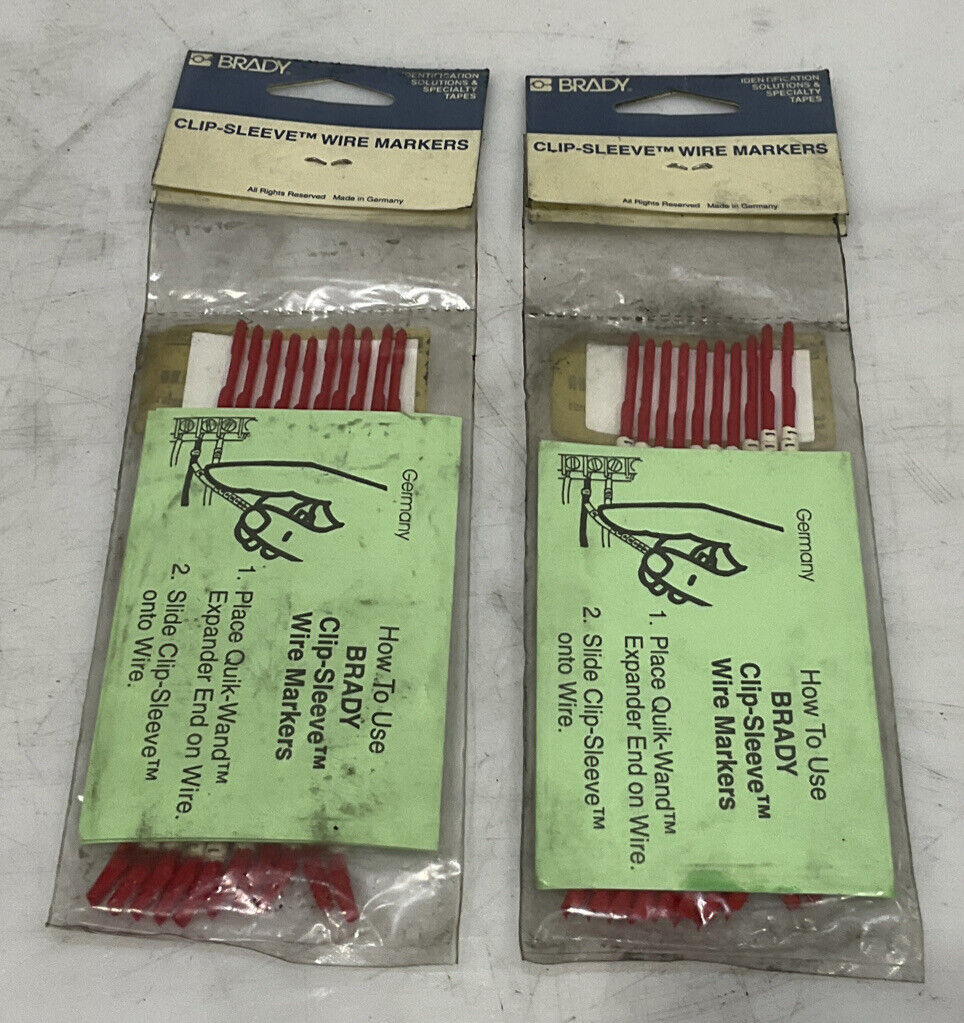 BRADY
IDENTIFICATION
SOLUTIONS &
SPECIALTY
TAPES
CLIP-SLEEVE™ WIRE MARKERS
All Rights Reserved Made in Germany
Germany
How To Use
BRADY
Clip-Sleeve™
Wire Markers
1. Place Quik-Wand™
Expander End on Wire.
2. Slide Clip-Sleeve™
onto Wire.
BRADY
IDENTIFICATION
SOLUTIONS &
SPECIALTY
TAPES
CLIP-SLEEVE™ WIRE MARKERS
All Rights Reserved Made in Germany
Germany
How To Use
BRADY
Clip-Sleeve™
Wire Markers
1. Place Quik-Wand™
Expander End on Wire.
2. Slide Clip-Sleeve™
onto Wire.